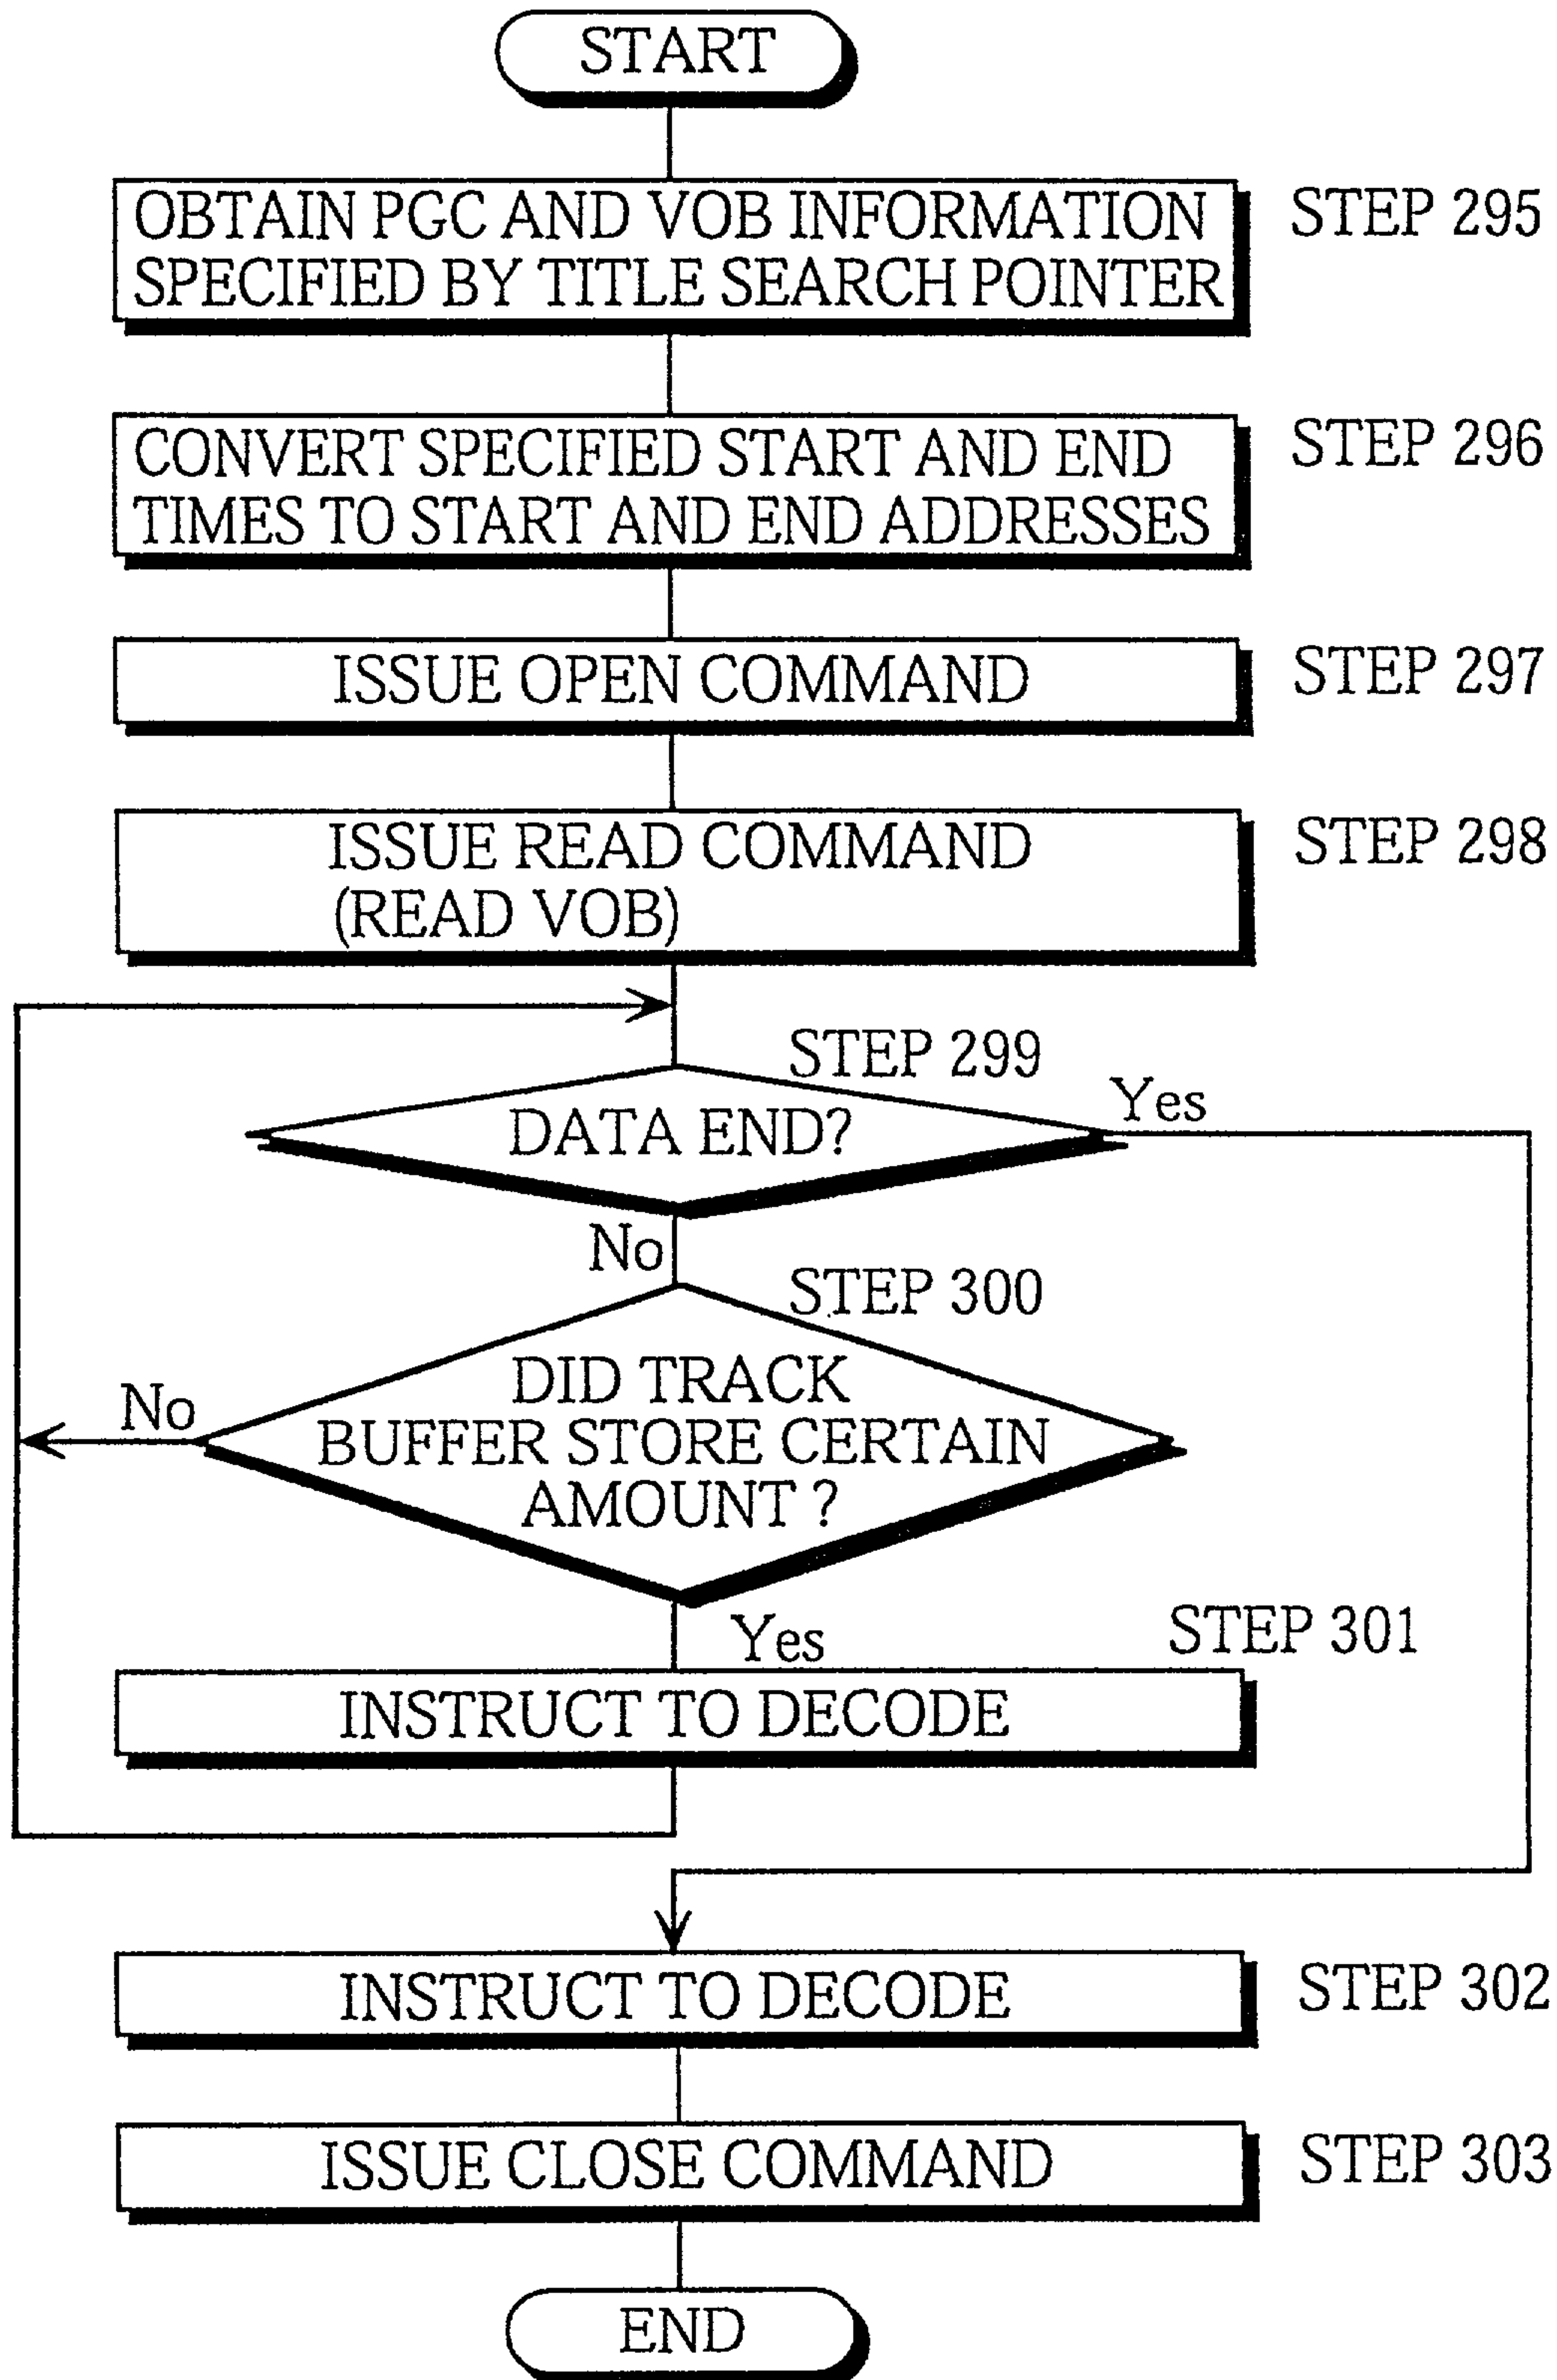 START
OBTAIN PGC AND VOB INFORMATION
SPECIFIED BY TITLE SEARCH POINTER
STEP 295
CONVERT SPECIFIED START AND END
TIMES TO START AND END ADDRESSES
STEP 296
ISSUE OPEN COMMAND
STEP 297
ISSUE READ COMMAND
(READ VOB)
STEP 298
STEP 299
DATA END?
Yes
No
STEP 300
DID TRACK
BUFFER STORE CERTAIN
AMOUNT ?
No
Yes
STEP 301
INSTRUCT TO DECODE
INSTRUCT TO DECODE
STEP 302
ISSUE CLOSE COMMAND
STEP 303
END